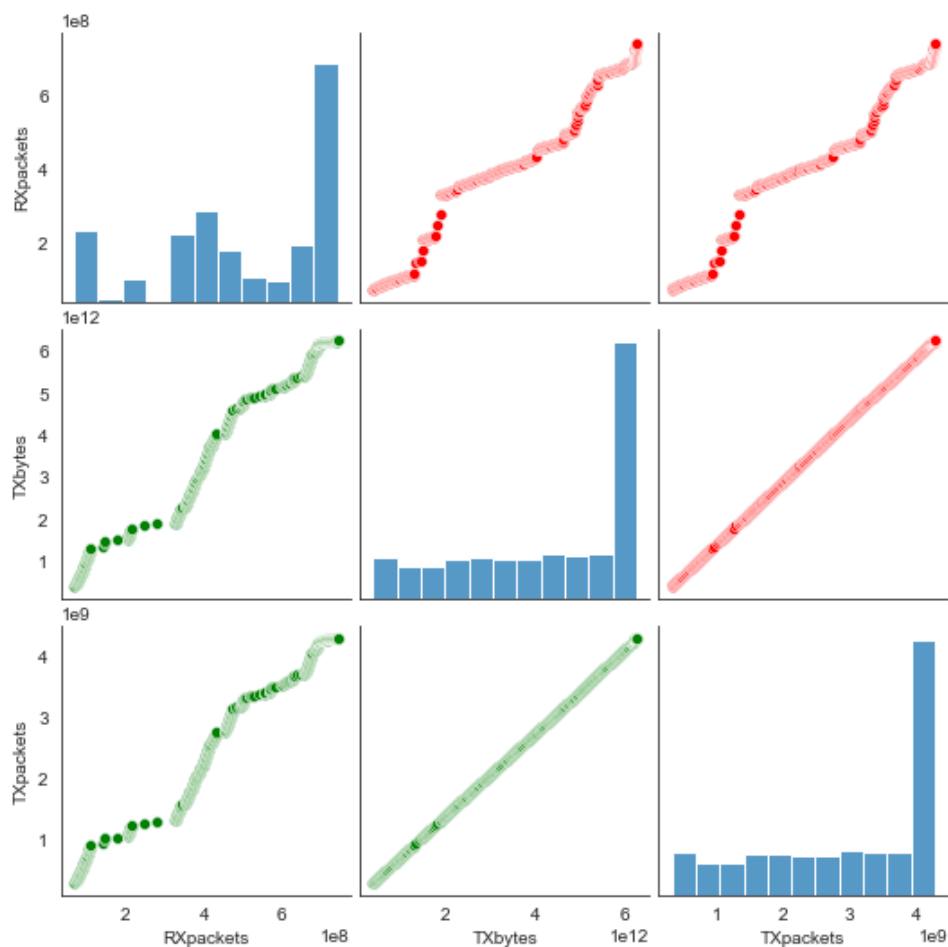 1e8
RXpackets
6
4
2
1e12
TXbytes
6
5
4
3
2
1
1e9
TXpackets
4
3
2
1
2 4 6
2 4 6
1 2 3 4
RXpackets 1e8
TXbytes 1e12
TXpackets 1e9